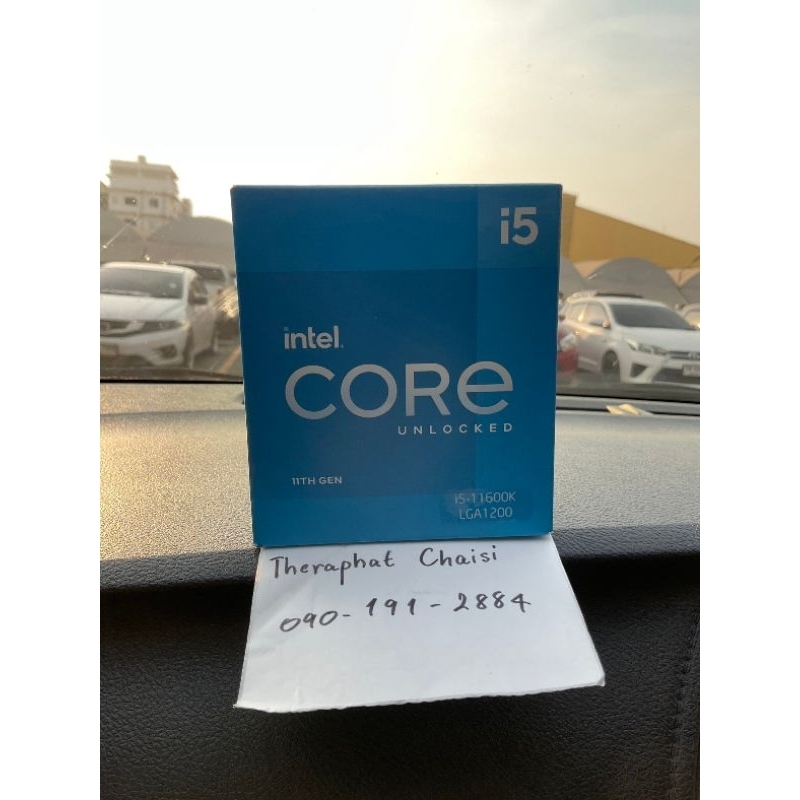 i5
intel.
CORe
UNLOCKED
11TH GEN
i5-11600K
LGA1200
Theraphat Chaisi
090-191-2884